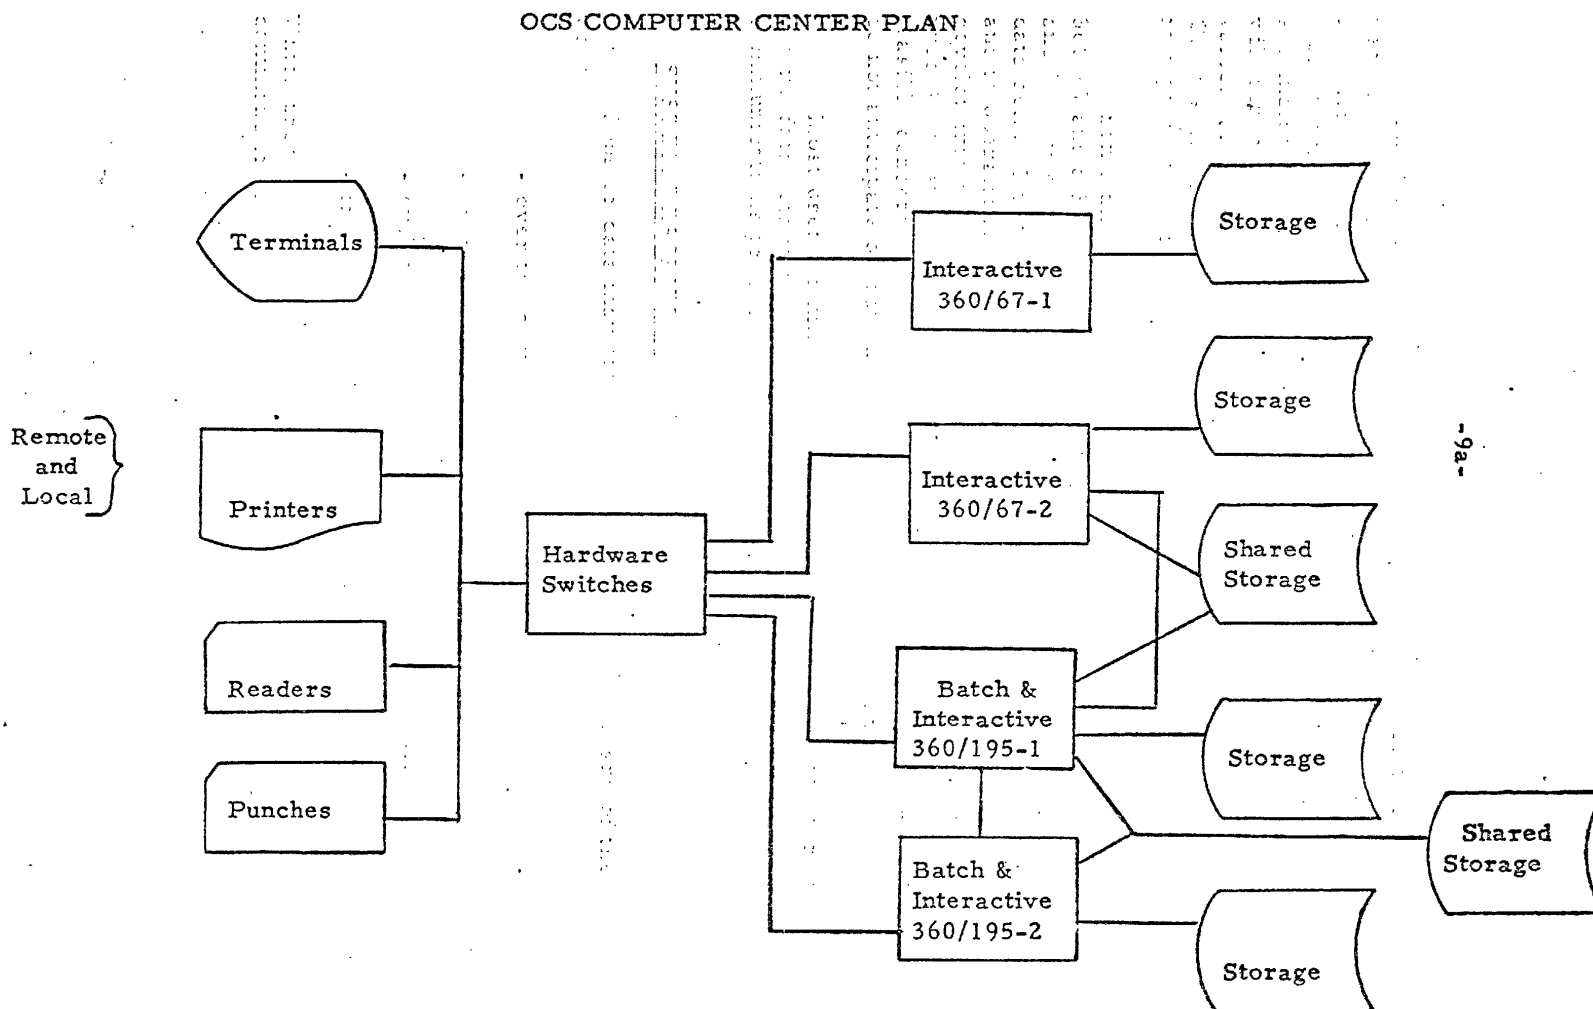 OCS COMPUTER CENTER PLAN
Terminals
Remote
and
Local
Printers
Readers
Punches
Hardware
Switches
Interactive
360/67-1
Interactive
360/67-2
Batch &
Interactive
360/195-1
Batch &
Interactive
360/195-2
Storage
Storage
Shared
Storage
Storage
Shared
Storage
Storage
-9a-